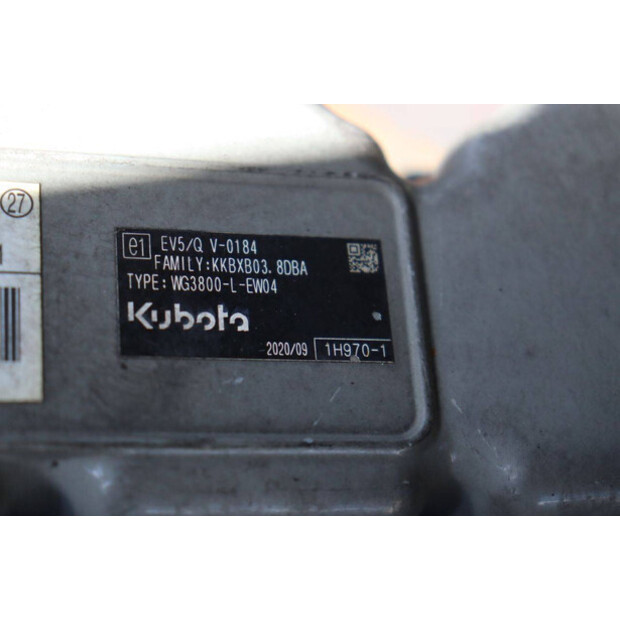 27
e1 EV5/Q V-0184
FAMILY:KKBXB03.8DBA
TYPE:WG3800-L-EW04
Kubota
2020/09 1H970-1